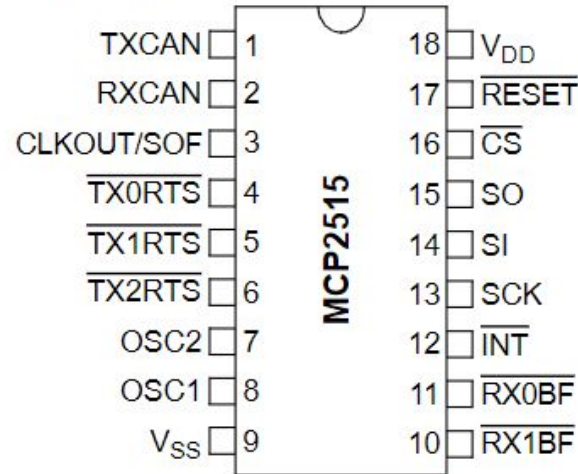 TXCAN 1 18 VDD
RXCAN 2 17 RESET
CLKOUT/SOF 3 16 CS
TX0RTS 4 15 SO
TX1RTS 5 14 SI
TX2RTS 6 13 SCK
OSC2 7 12 INT
OSC1 8 11 RX0BF
VSS 9 10 RX1BF
MCP2515